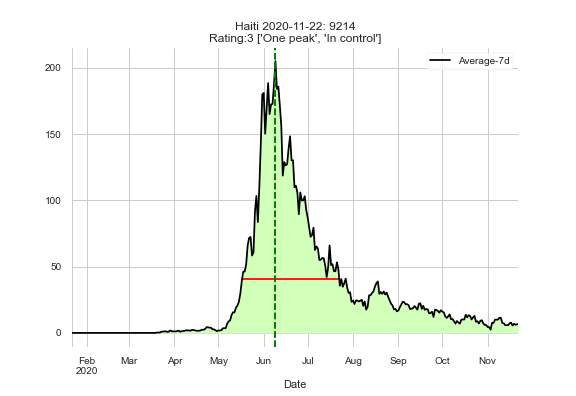 Haiti 2020-11-22: 9214
Rating:3 ['One peak', 'In control']
Average-7d
200
150
100
50
0
Feb Mar Apr May Jun Jul Aug Sep Oct Nov
2020
Date